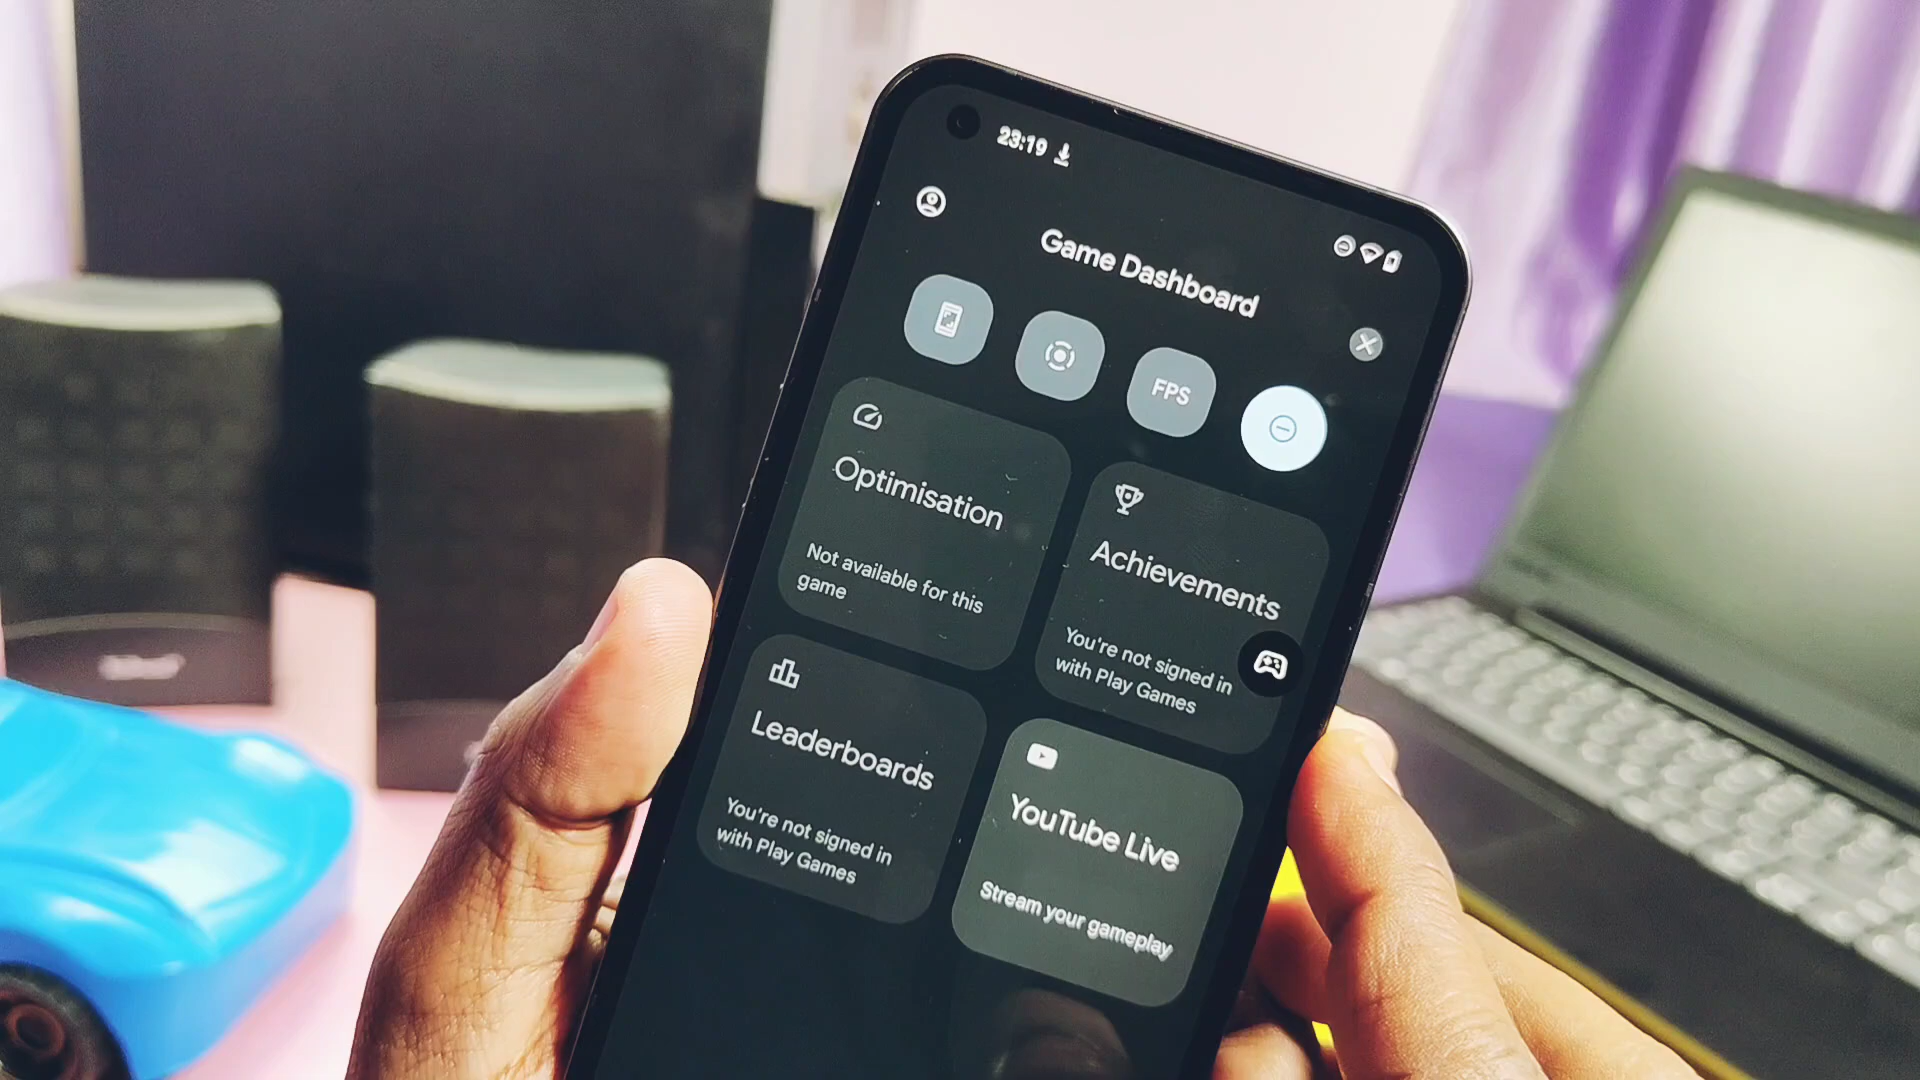 23:19
Game Dashboard
FPS
Optimisation
Not available for this
game
Achievements
You're not signed in
with Play Games
Leaderboards
You're not signed in
with Play Games
YouTube Live
Stream your gameplay